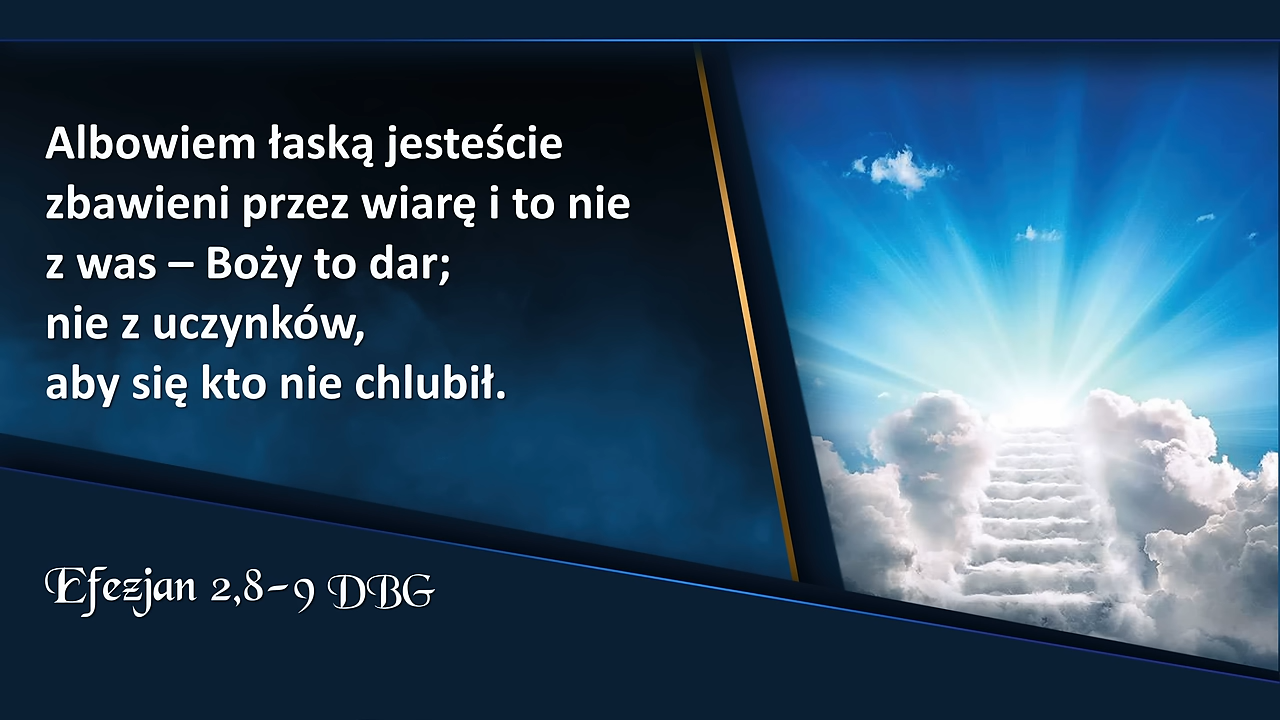 Albowiem łaską jesteście
zbawieni przez wiarę i to nie
z was – Boży to dar;
nie z uczynków,
aby się kto nie chlubił.
Efezjan 2,8-9 DBG